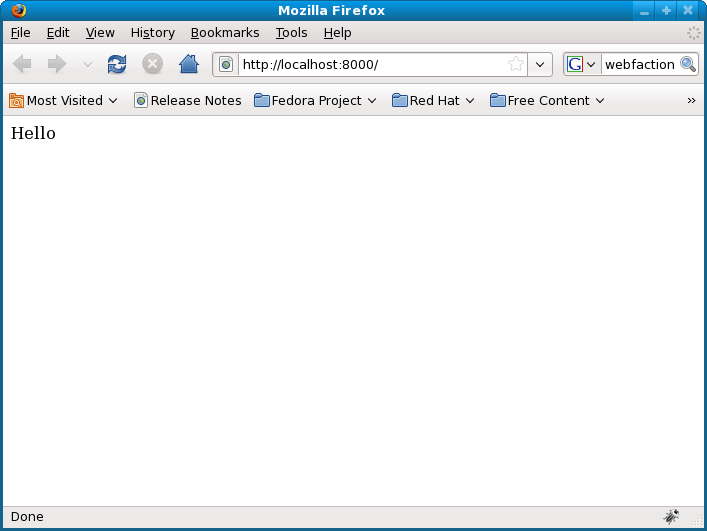 Mozilla Firefox
File Edit View History Bookmarks Tools Help
http://localhost:8000/ G webfaction
Most Visited Release Notes Fedora Project Red Hat Free Content »
Hello
Done